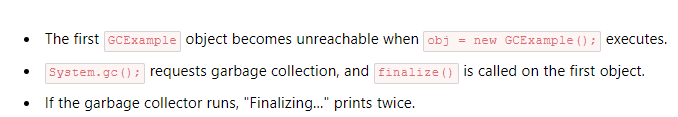 The first GCExample object becomes unreachable when obj = new GCExample(); executes.
System.gc(); requests garbage collection, and finalize() is called on the first object.
If the garbage collector runs, "Finalizing..." prints twice.